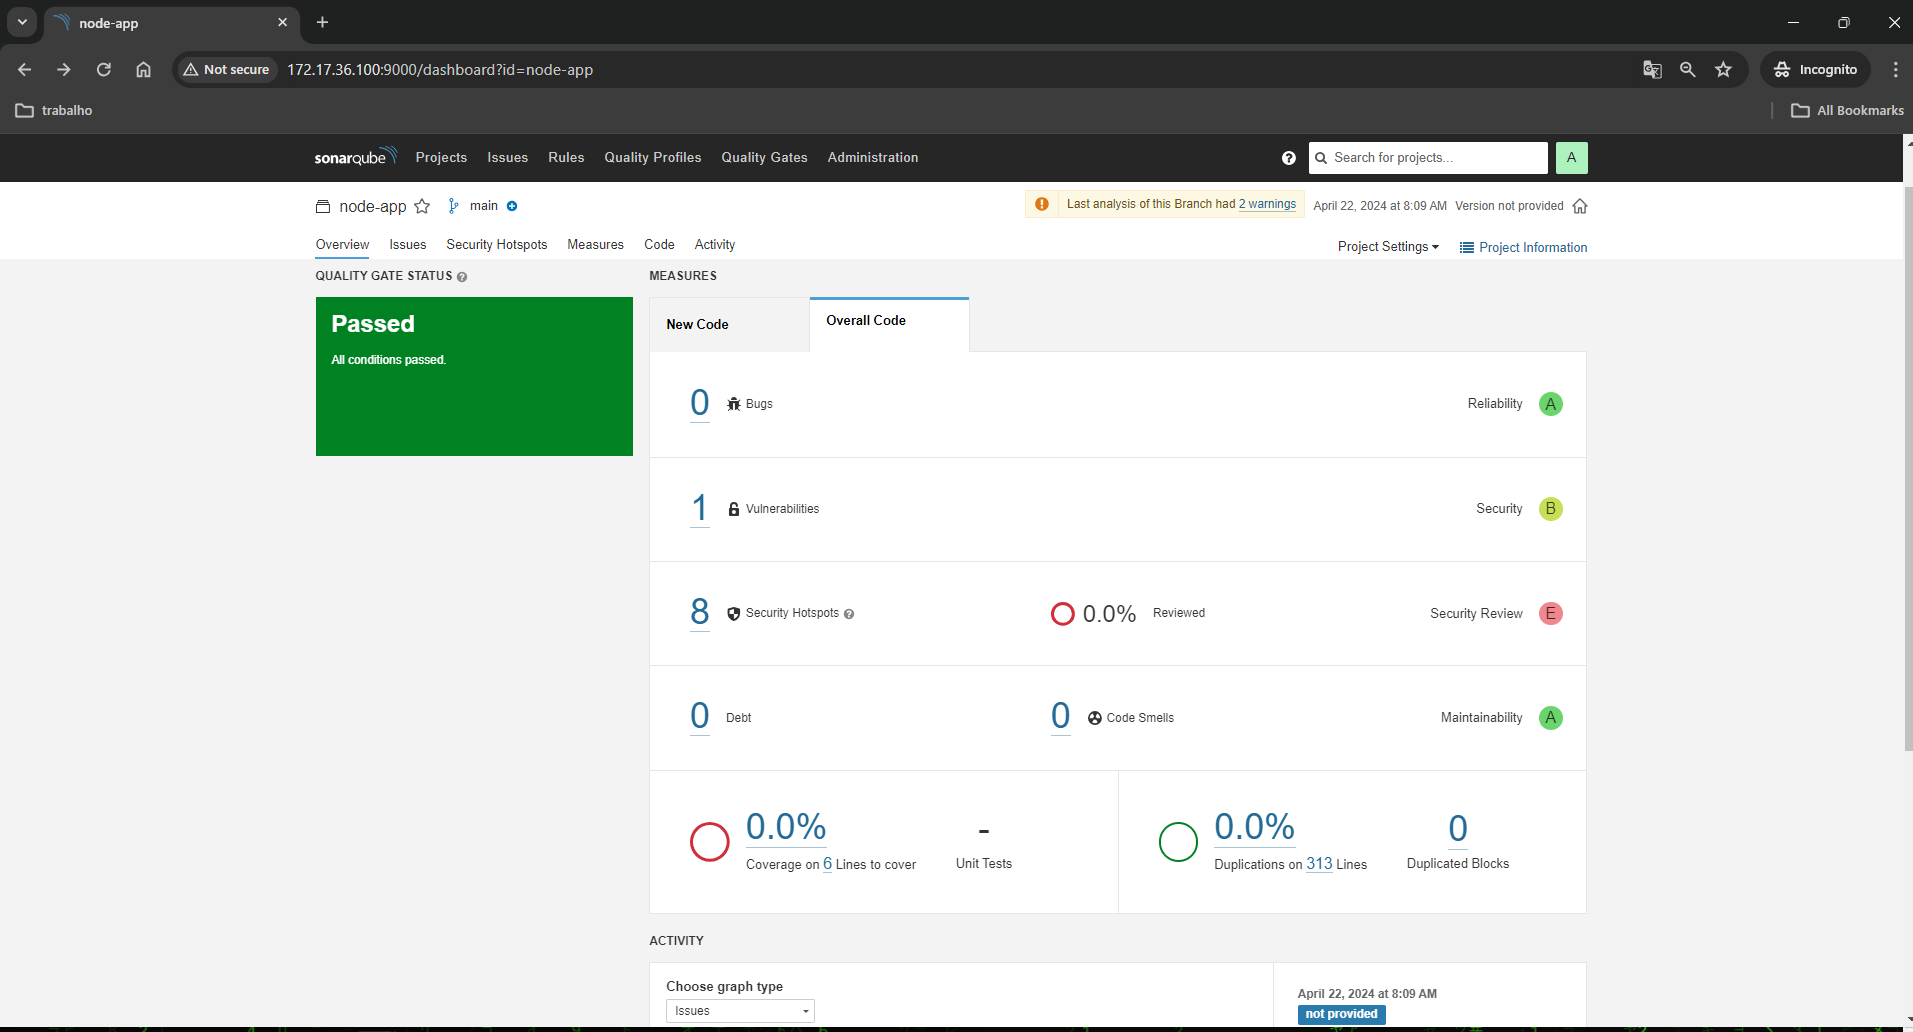 node-app
Not secure
172.17.36.100:9000/dashboard?id=node-app
Incognito
trabalho
All Bookmarks
sonarqube
Projects
Issues
Rules
Quality Profiles
Quality Gates
Administration
?
Search for projects...
A
node-app
main
Last analysis of this Branch had 2 warnings
April 22, 2024 at 8:09 AM
Version not provided
Overview
Issues
Security Hotspots
Measures
Code
Activity
Project Settings
Project Information
QUALITY GATE STATUS ?
MEASURES
Passed
All conditions passed.
New Code
Overall Code
0 Bugs
Reliability A
1 Vulnerabilities
Security B
8 Security Hotspots ?
0.0% Reviewed
Security Review E
0 Debt
0 Code Smells
Maintainability A
0.0%
Coverage on 6 Lines to cover
-
Unit Tests
0.0%
Duplications on 313 Lines
0
Duplicated Blocks
ACTIVITY
Choose graph type
Issues
April 22, 2024 at 8:09 AM
not provided